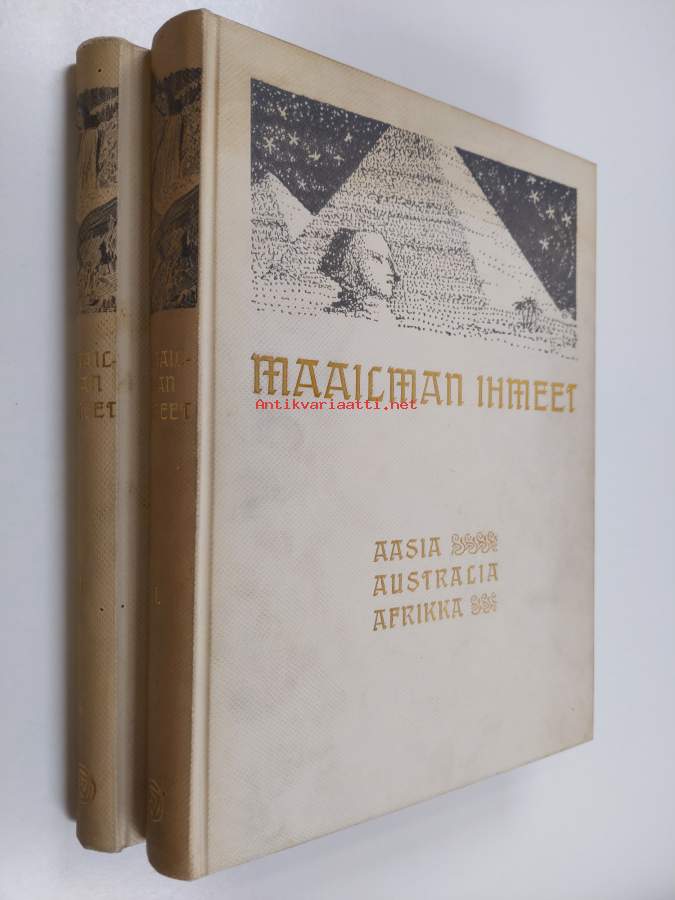 MAAILMAN IHMEET
Antikvariaatti.net
AASIA
AUSTRALIA
AFRIKKA